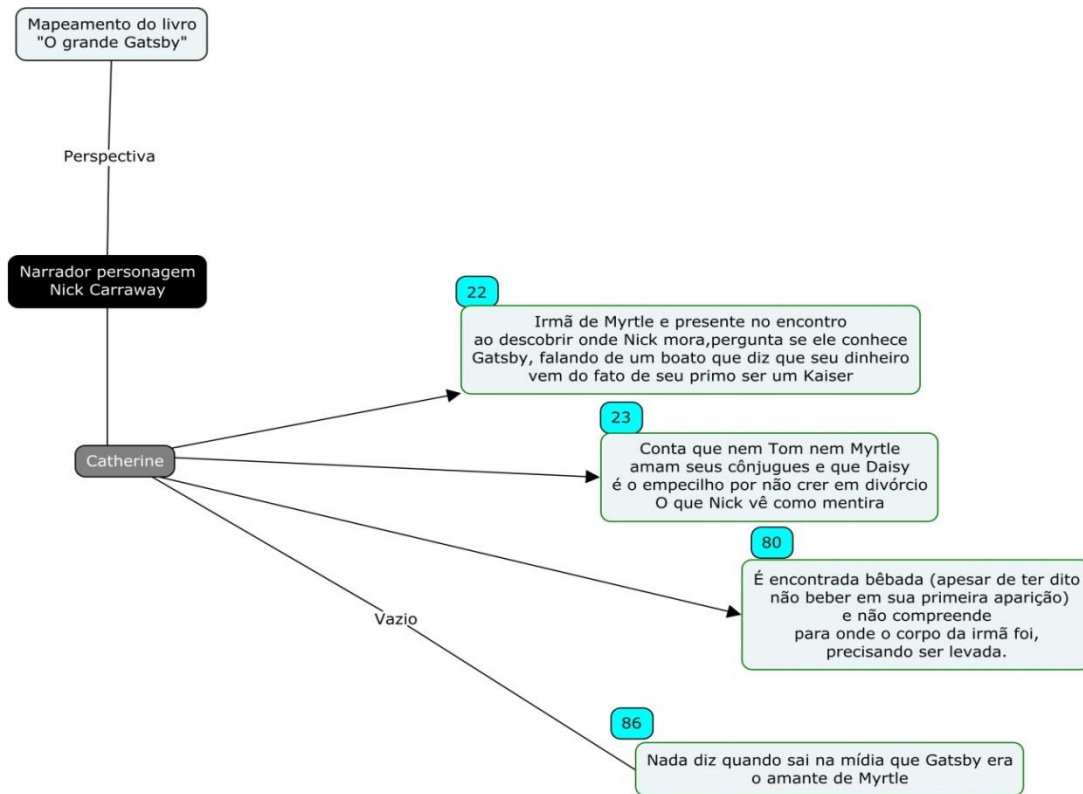 Mapeamento do livro
"O grande Gatsby"
Perspectiva
Narrador personagem
Nick Carraway
22
Irmã de Myrtle e presente no encontro
ao descobrir onde Nick mora,pergunta se ele conhece
Gatsby, falando de um boato que diz que seu dinheiro
vem do fato de seu primo ser um Kaiser
23
Conta que nem Tom nem Myrtle
amam seus cônjugues e que Daisy
é o empecilho por não crer em divórcio
O que Nick vê como mentira
Catherine
80
É encontrada bêbada (apesar de ter dito
não beber em sua primeira aparição)
e não compreende
para onde o corpo da irmã foi,
precisando ser levada.
Vazio
86
Nada diz quando sai na mídia que Gatsby era
o amante de Myrtle